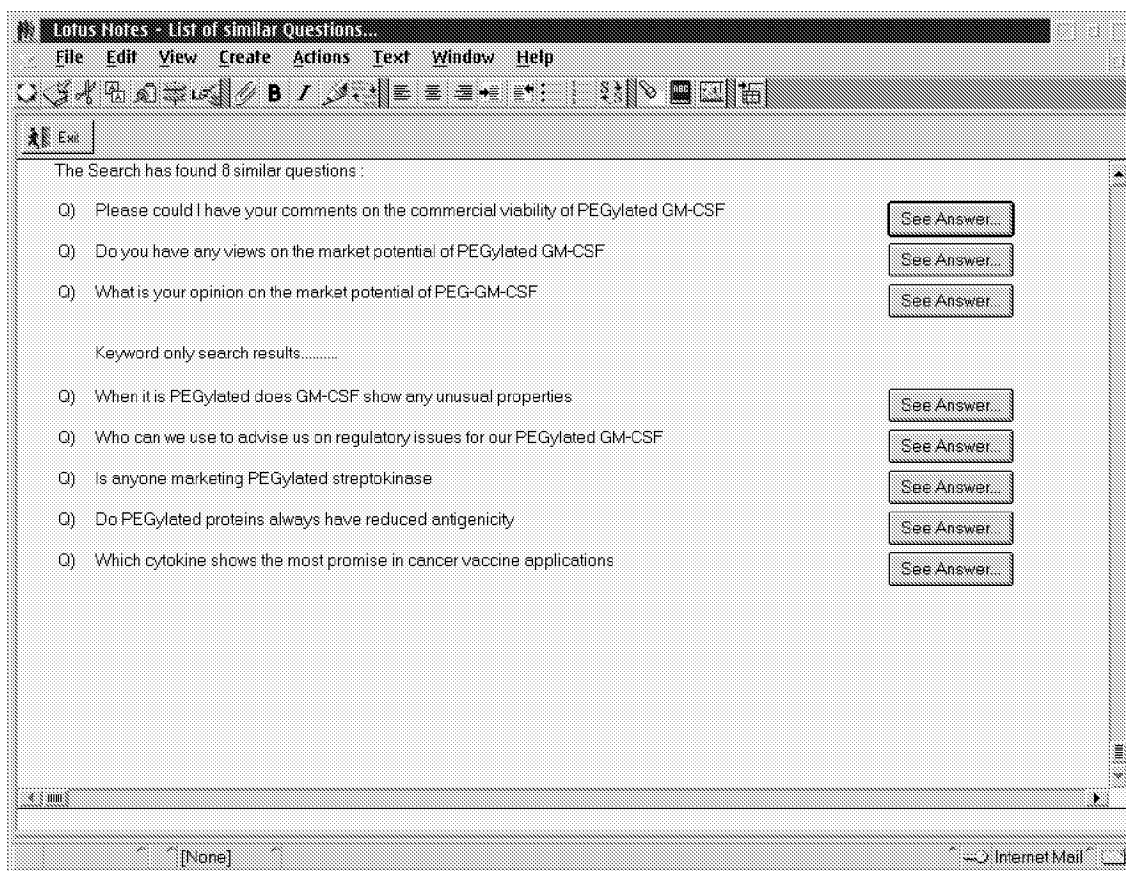 Lotus Notes - List of similar Questions...
File Edit View Create Actions Text Window Help
B I
Exit
The Search has found 8 similar questions :
Q) Please could I have your comments on the commercial viability of PEGylated GM-CSF See Answer...
Q) Do you have any views on the market potential of PEGylated GM-CSF See Answer...
Q) What is your opinion on the market potential of PEG-GM-CSF See Answer...
Keyword only search results.........
Q) When it is PEGylated does GM-CSF show any unusual properties See Answer...
Q) Who can we use to advise us on regulatory issues for our PEGylated GM-CSF See Answer...
Q) Is anyone marketing PEGylated streptokinase See Answer...
Q) Do PEGylated proteins always have reduced antigenicity See Answer...
Q) Which cytokine shows the most promise in cancer vaccine applications See Answer...
[None] Internet Mail